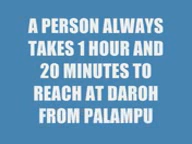 A PERSON ALWAYS
TAKES 1 HOUR AND
20 MINUTES TO
REACH AT DAROH
FROM PALAMPU